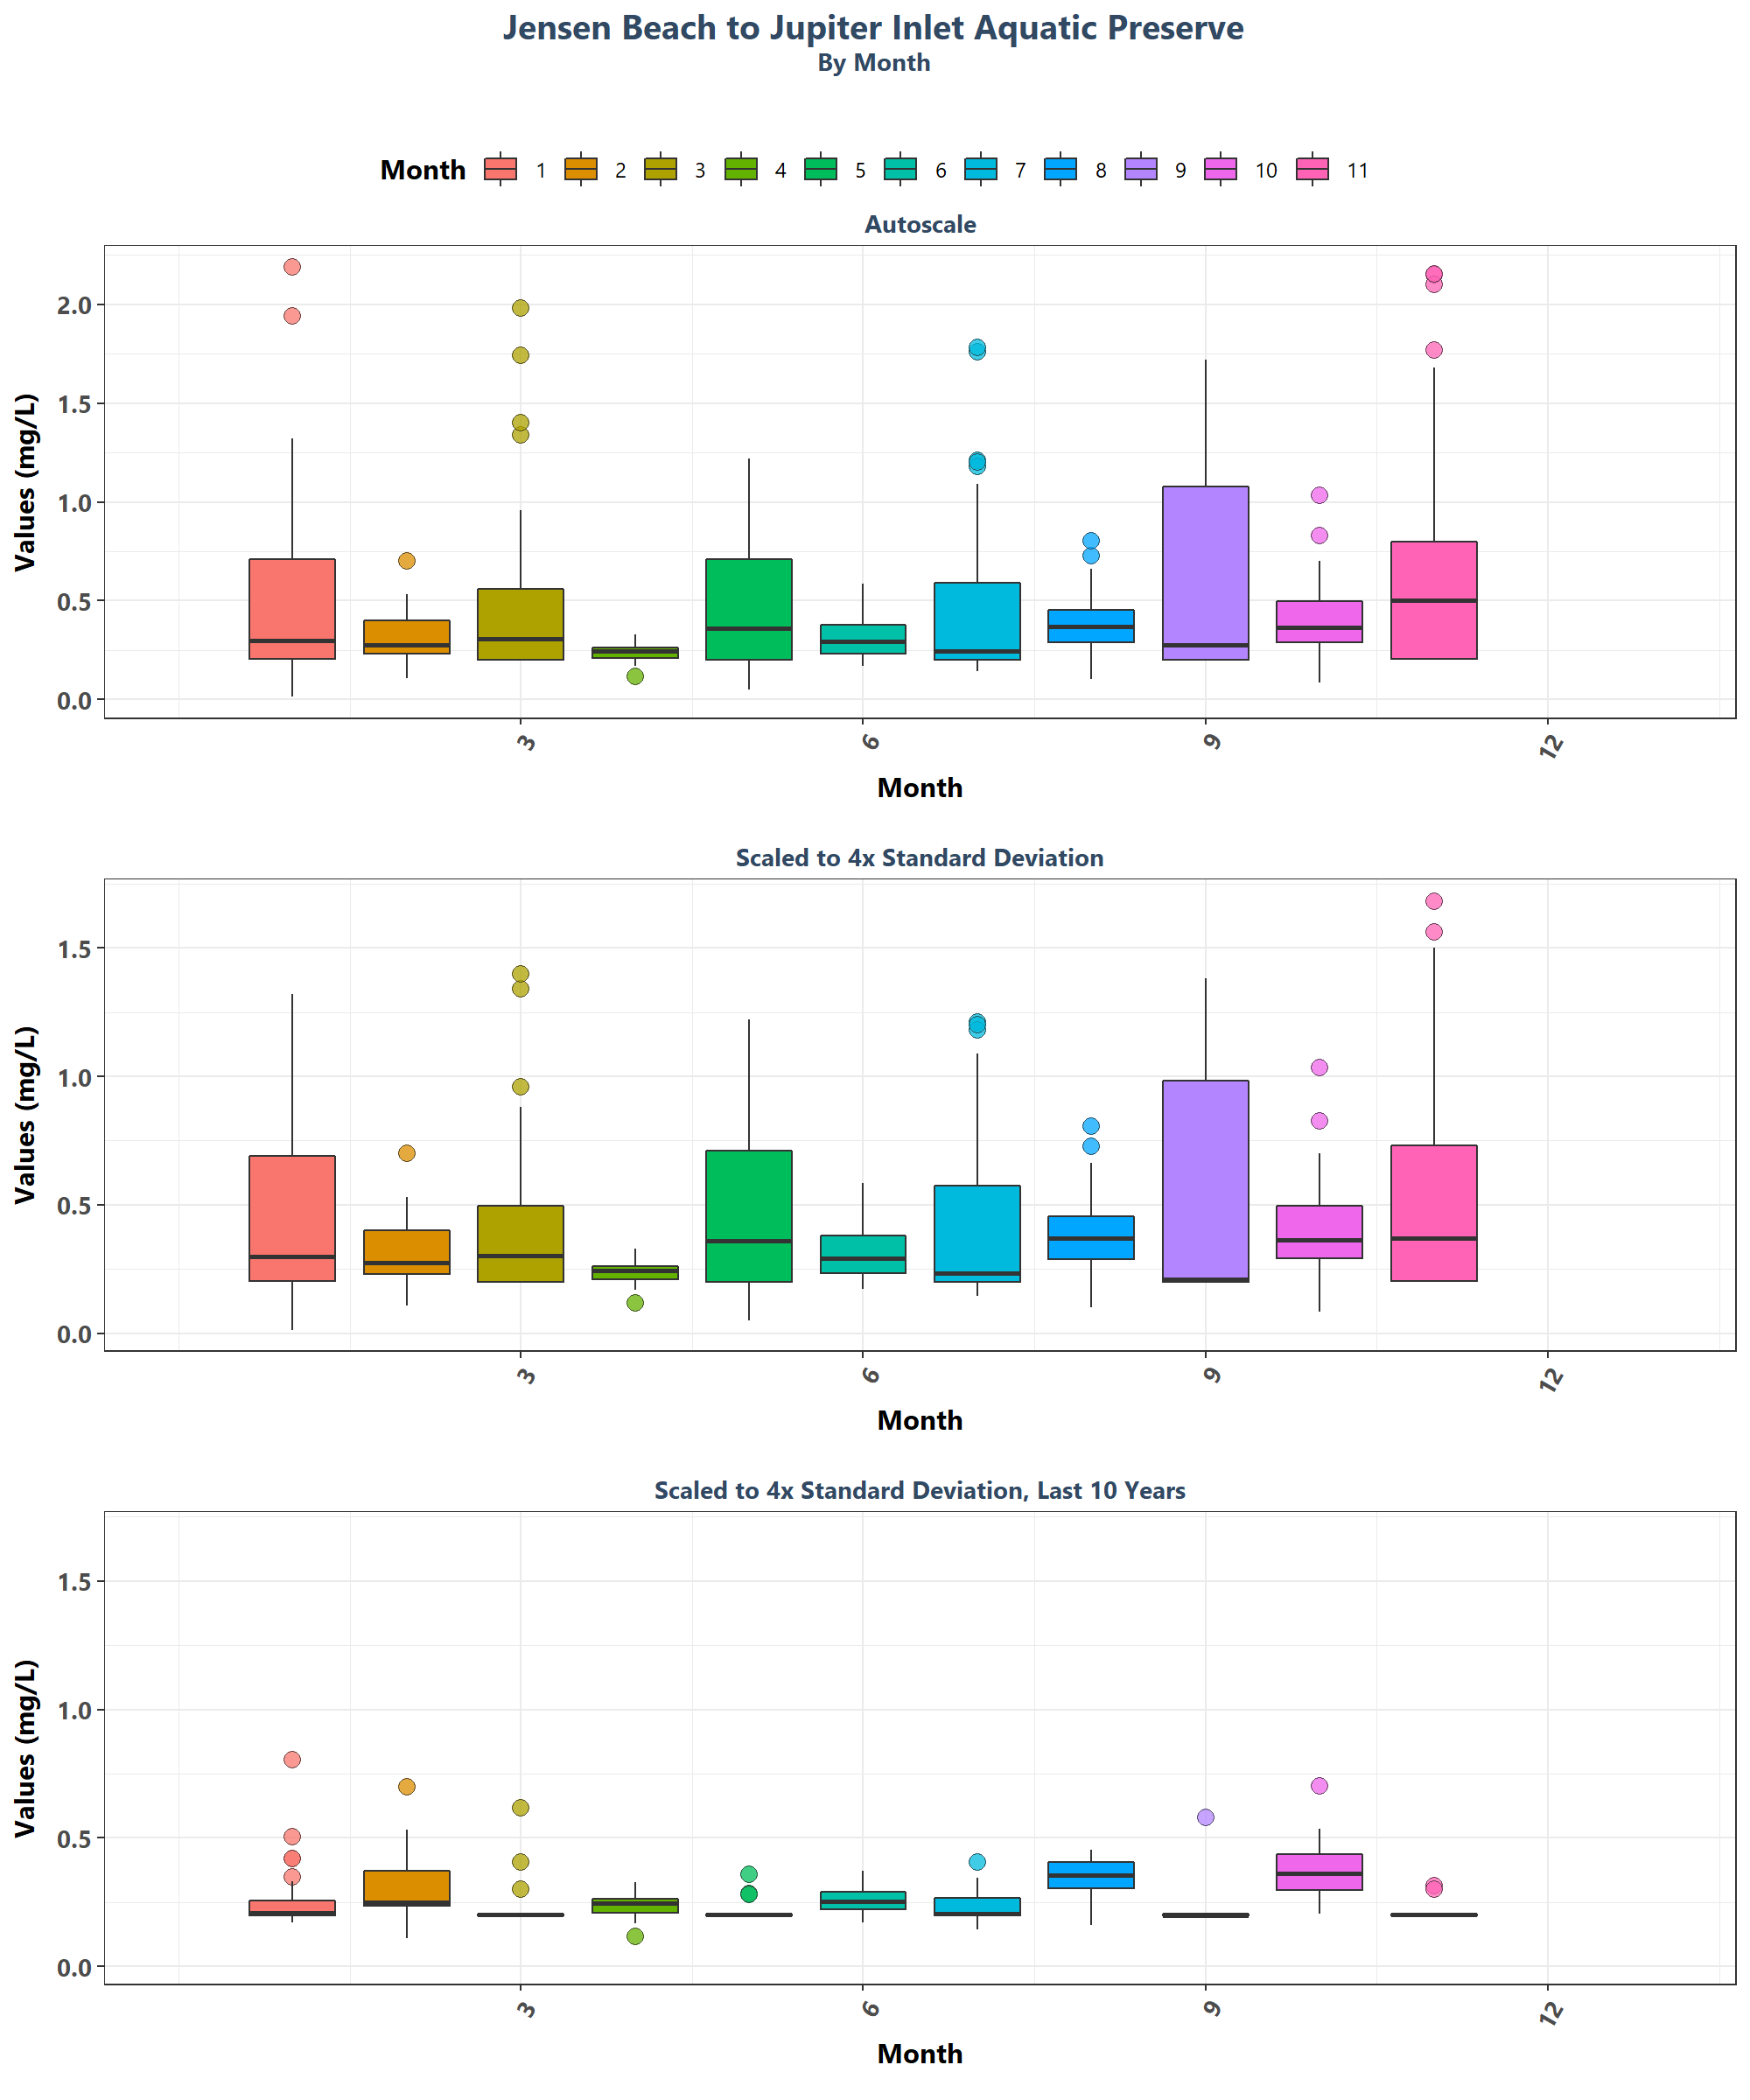 Jensen Beach to Jupiter Inlet Aquatic Preserve
By Month
Month 1 2 3 4 5 6 7 8 9 10 11
Autoscale
Values (mg/L)
2.0
1.5
1.0
0.5
0.0
3 6 9 12
Month
Scaled to 4x Standard Deviation
Values (mg/L)
1.5
1.0
0.5
0.0
3 6 9 12
Month
Scaled to 4x Standard Deviation, Last 10 Years
Values (mg/L)
1.5
1.0
0.5
0.0
3 6 9 12
Month